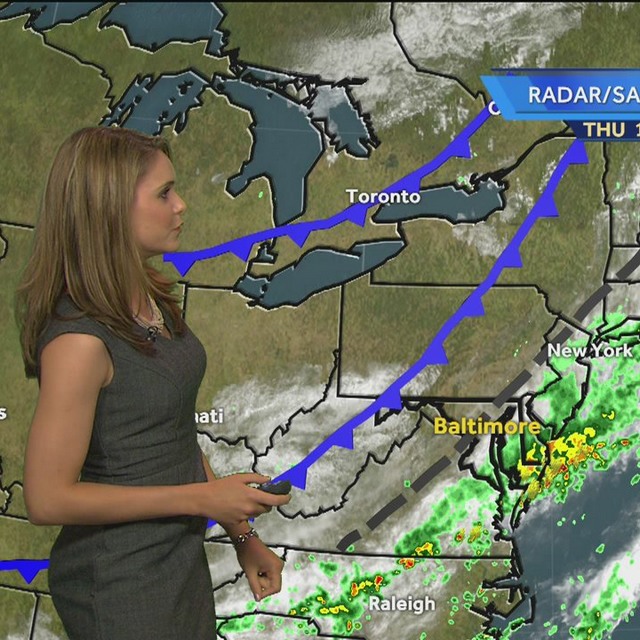 RADAR/SA
THU 1
Toronto
New York
nati
Baltimore
Raleigh